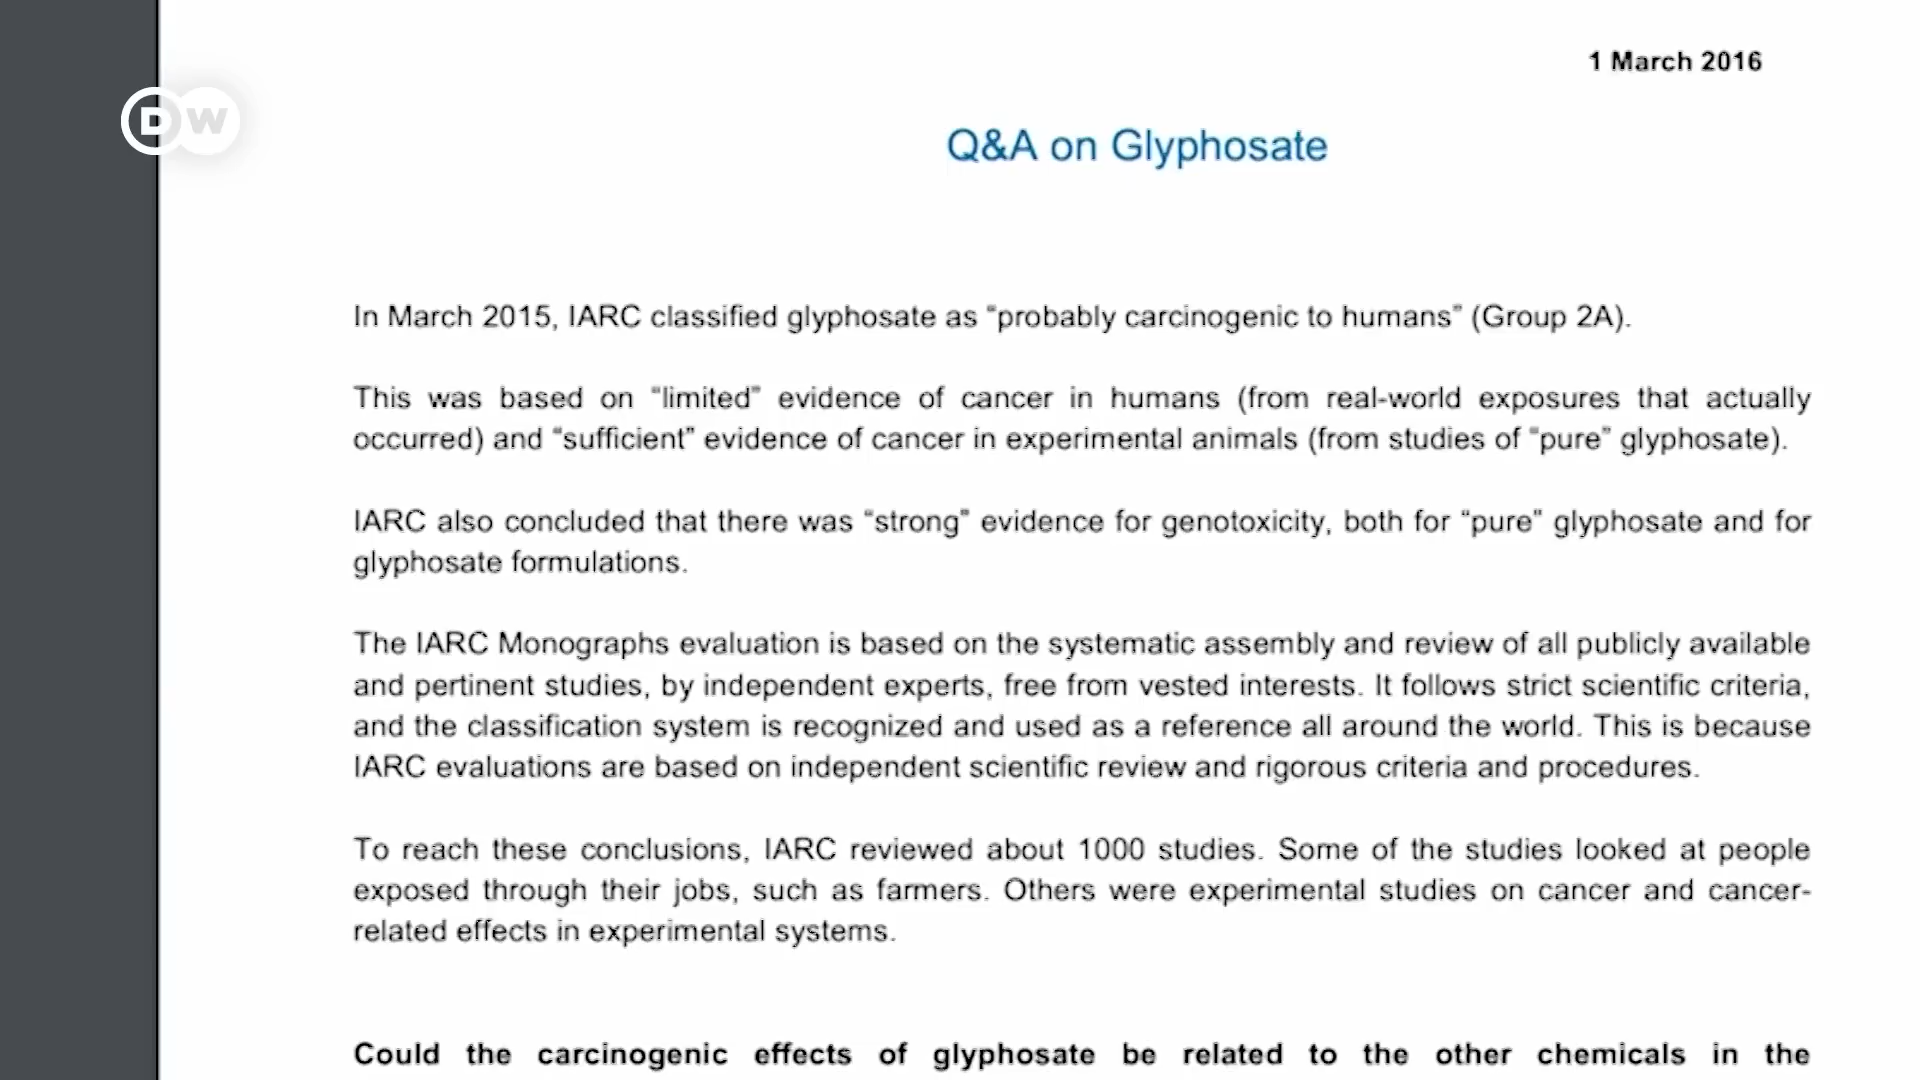 1 March 2016
DW
Q&A on Glyphosate
In March 2015, IARC classified glyphosate as “probably carcinogenic to humans” (Group 2A).
This was based on “limited” evidence of cancer in humans (from real-world exposures that actually
occurred) and “sufficient” evidence of cancer in experimental animals (from studies of “pure” glyphosate).
IARC also concluded that there was “strong” evidence for genotoxicity, both for “pure” glyphosate and for
glyphosate formulations.
The IARC Monographs evaluation is based on the systematic assembly and review of all publicly available
and pertinent studies, by independent experts, free from vested interests. It follows strict scientific criteria,
and the classification system is recognized and used as a reference all around the world. This is because
IARC evaluations are based on independent scientific review and rigorous criteria and procedures.
To reach these conclusions, IARC reviewed about 1000 studies. Some of the studies looked at people
exposed through their jobs, such as farmers. Others were experimental studies on cancer and cancer-
related effects in experimental systems.
Could the carcinogenic effects of glyphosate be related to the other chemicals in the